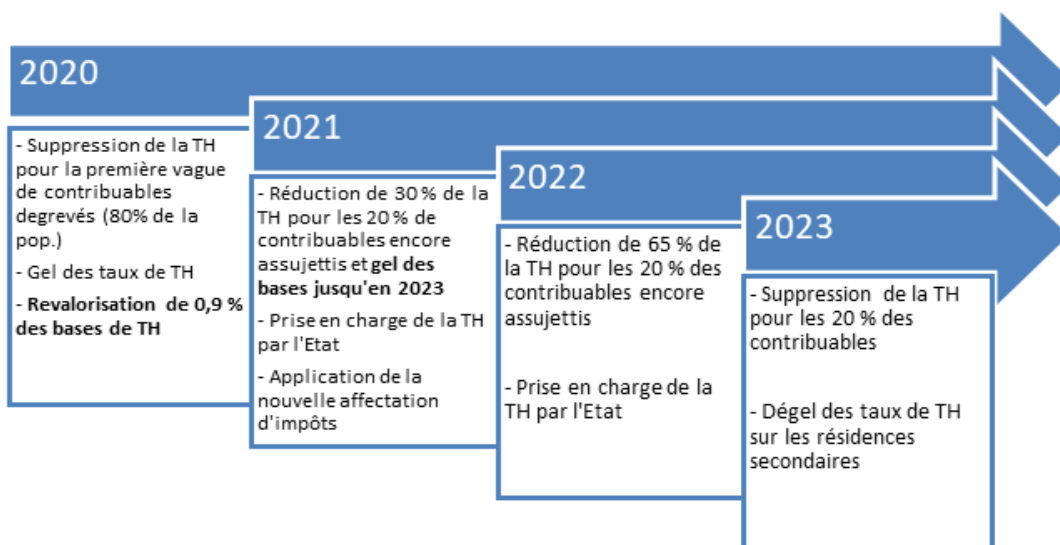 2020
- Suppression de la TH
pour la première vague
de contribuables
degrevés (80% de la
pop.)
- Gel des taux de TH
- Revalorisation de 0,9 %
des bases de TH
2021
- Réduction de 30 % de la
TH pour les 20 % de
contribuables encore
assujettis et gel des
bases jusqu'en 2023
- Prise en charge de la TH
par l'Etat
- Application de la
nouvelle affectation
d'impôts
2022
- Réduction de 65 % de
la TH pour les 20 % des
contribuables encore
assujettis
- Prise en charge de la
TH par l'Etat
2023
- Suppression de la TH
pour les 20 % des
contribuables
- Dégel des taux de TH
sur les résidences
secondaires